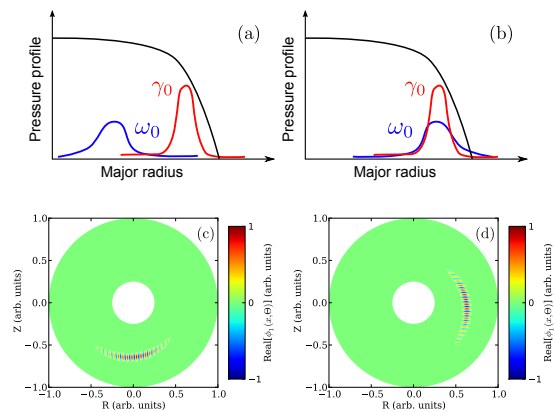 (a)
Pressure profile
γ₀
ω₀
Major radius
(b)
Pressure profile
γ₀
ω₀
Major radius
(c)
1.0
0.5
0.0
−0.5
−1.0
Z (arb. units)
−1.0 −0.5 0.0 0.5 1.0
R (arb. units)
1
0
−1
Real[ϕ₁(x,Θ)] (arb. units)
(d)
1.0
0.5
0.0
−0.5
−1.0
Z (arb. units)
−1.0 −0.5 0.0 0.5 1.0
R (arb. units)
1
0
−1
Real[ϕ₁(x,Θ)] (arb. units)